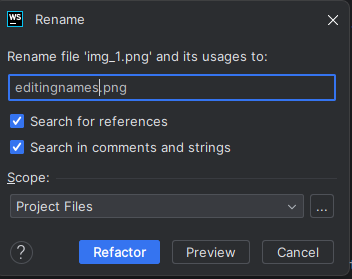 WS Rename
Rename file 'img_1.png' and its usages to:
editingnames.png
Search for references
Search in comments and strings
Scope:
Project Files ...
? Refactor Preview Cancel